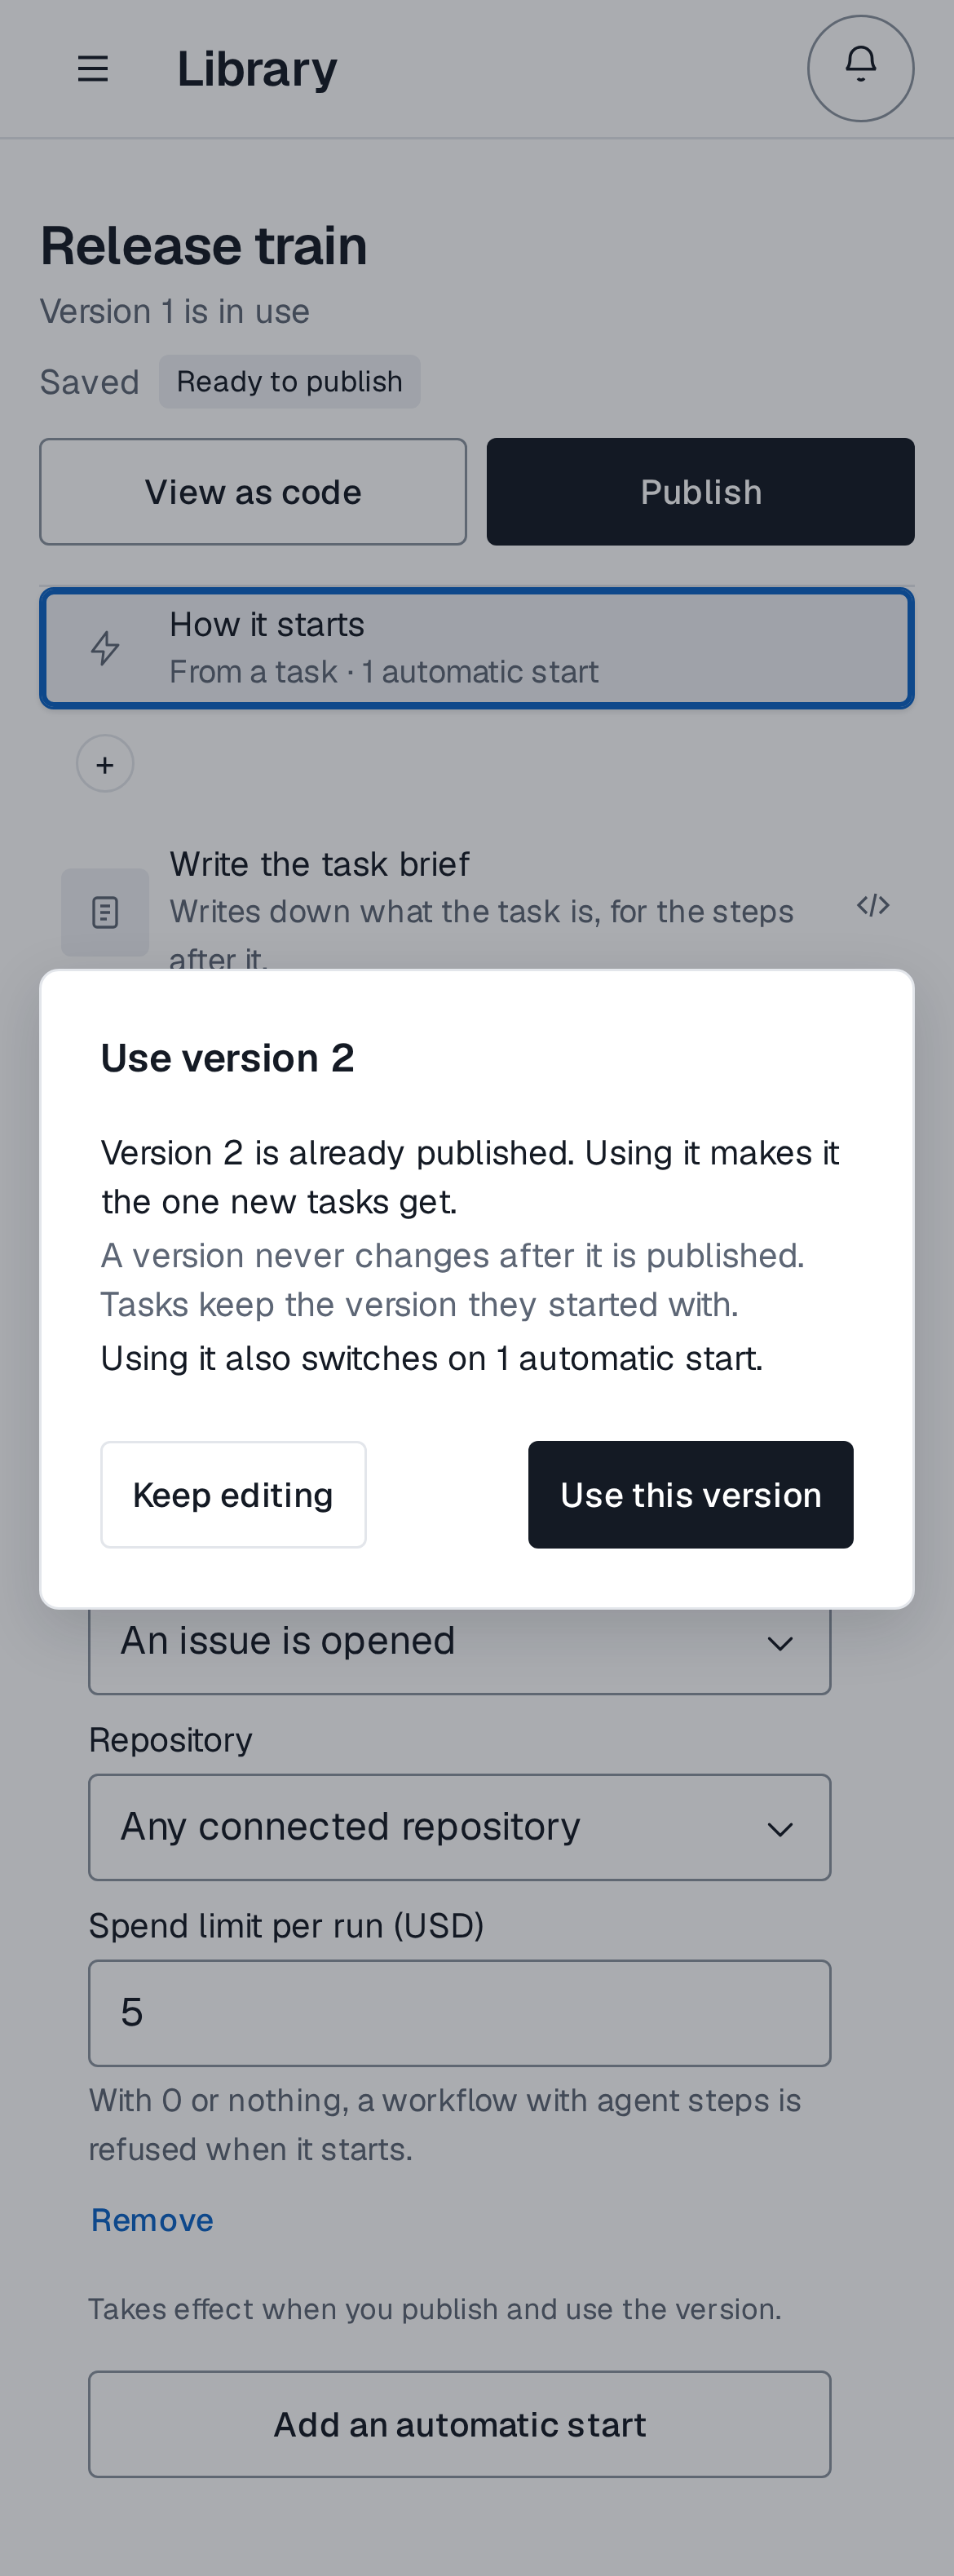 Library
Release train
Version 1 is in use
Saved
Ready to publish
View as code
Publish
How it starts
From a task · 1 automatic start
+
Write the task brief
Writes down what the task is, for the steps
after it.
Use version 2
Version 2 is already published. Using it makes it
the one new tasks get.
A version never changes after it is published.
Tasks keep the version they started with.
Using it also switches on 1 automatic start.
Keep editing
Use this version
An issue is opened
Repository
Any connected repository
Spend limit per run (USD)
5
With 0 or nothing, a workflow with agent steps is
refused when it starts.
Remove
Takes effect when you publish and use the version.
Add an automatic start